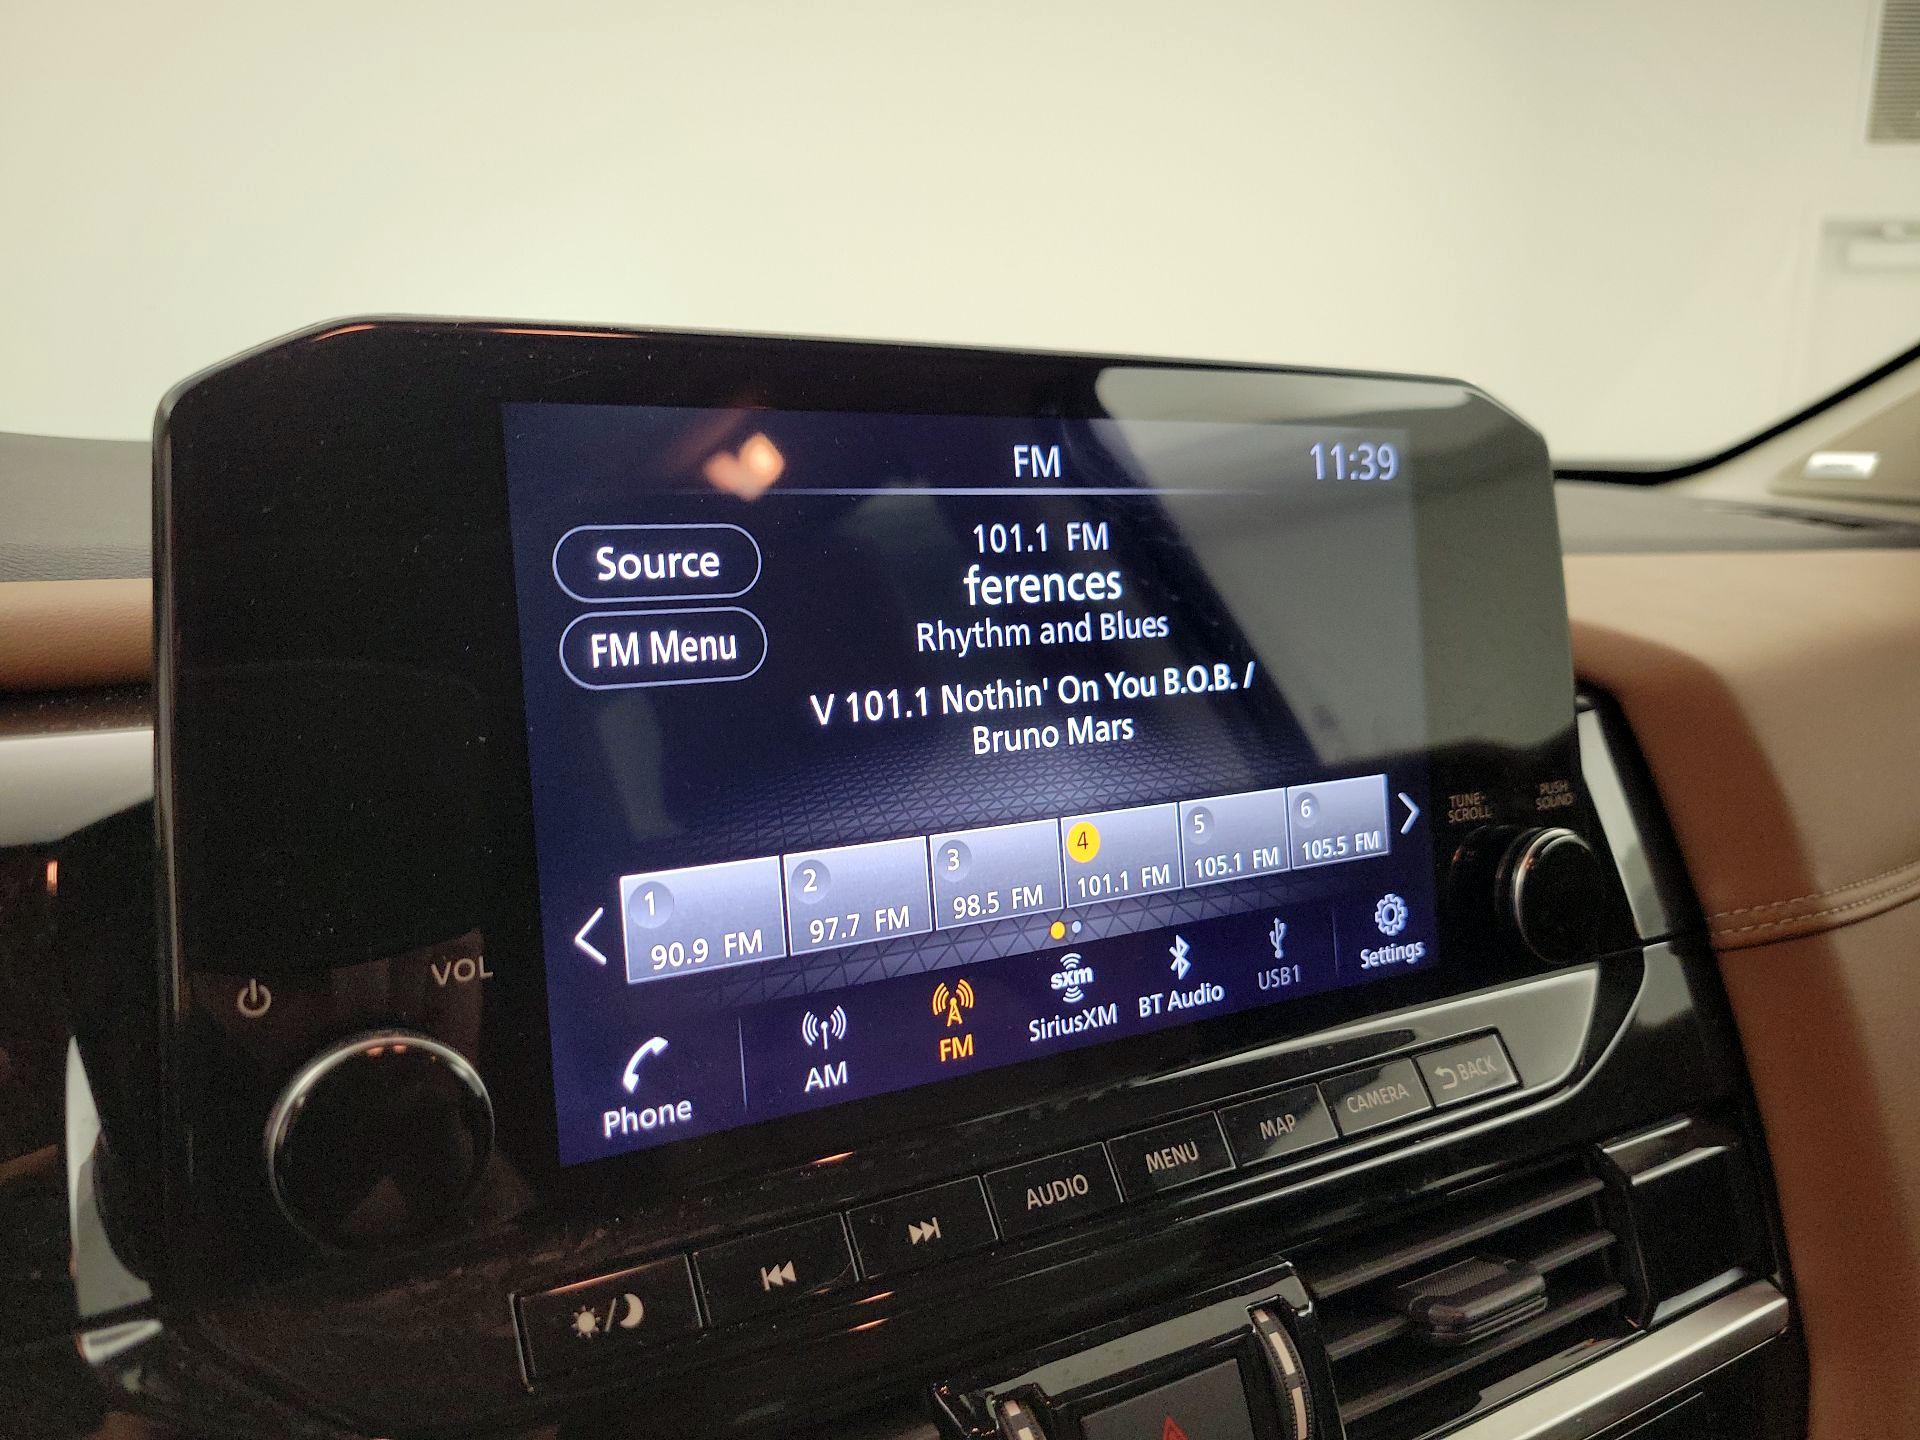 FM
11:39
Source
101.1 FM
ferences
FM Menu
Rhythm and Blues
V 101.1 Nothin' On You B.O.B. /
Bruno Mars
1
90.9 FM
2
97.7 FM
3
98.5 FM
4
101.1 FM
5
105.1 FM
6
105.5 FM
TUNE·
SCROLL
PUSH
SOUND
VOL
Phone
AM
FM
sxm
SiriusXM
BT Audio
USB1
Settings
AUDIO
MENU
MAP
CAMERA
BACK